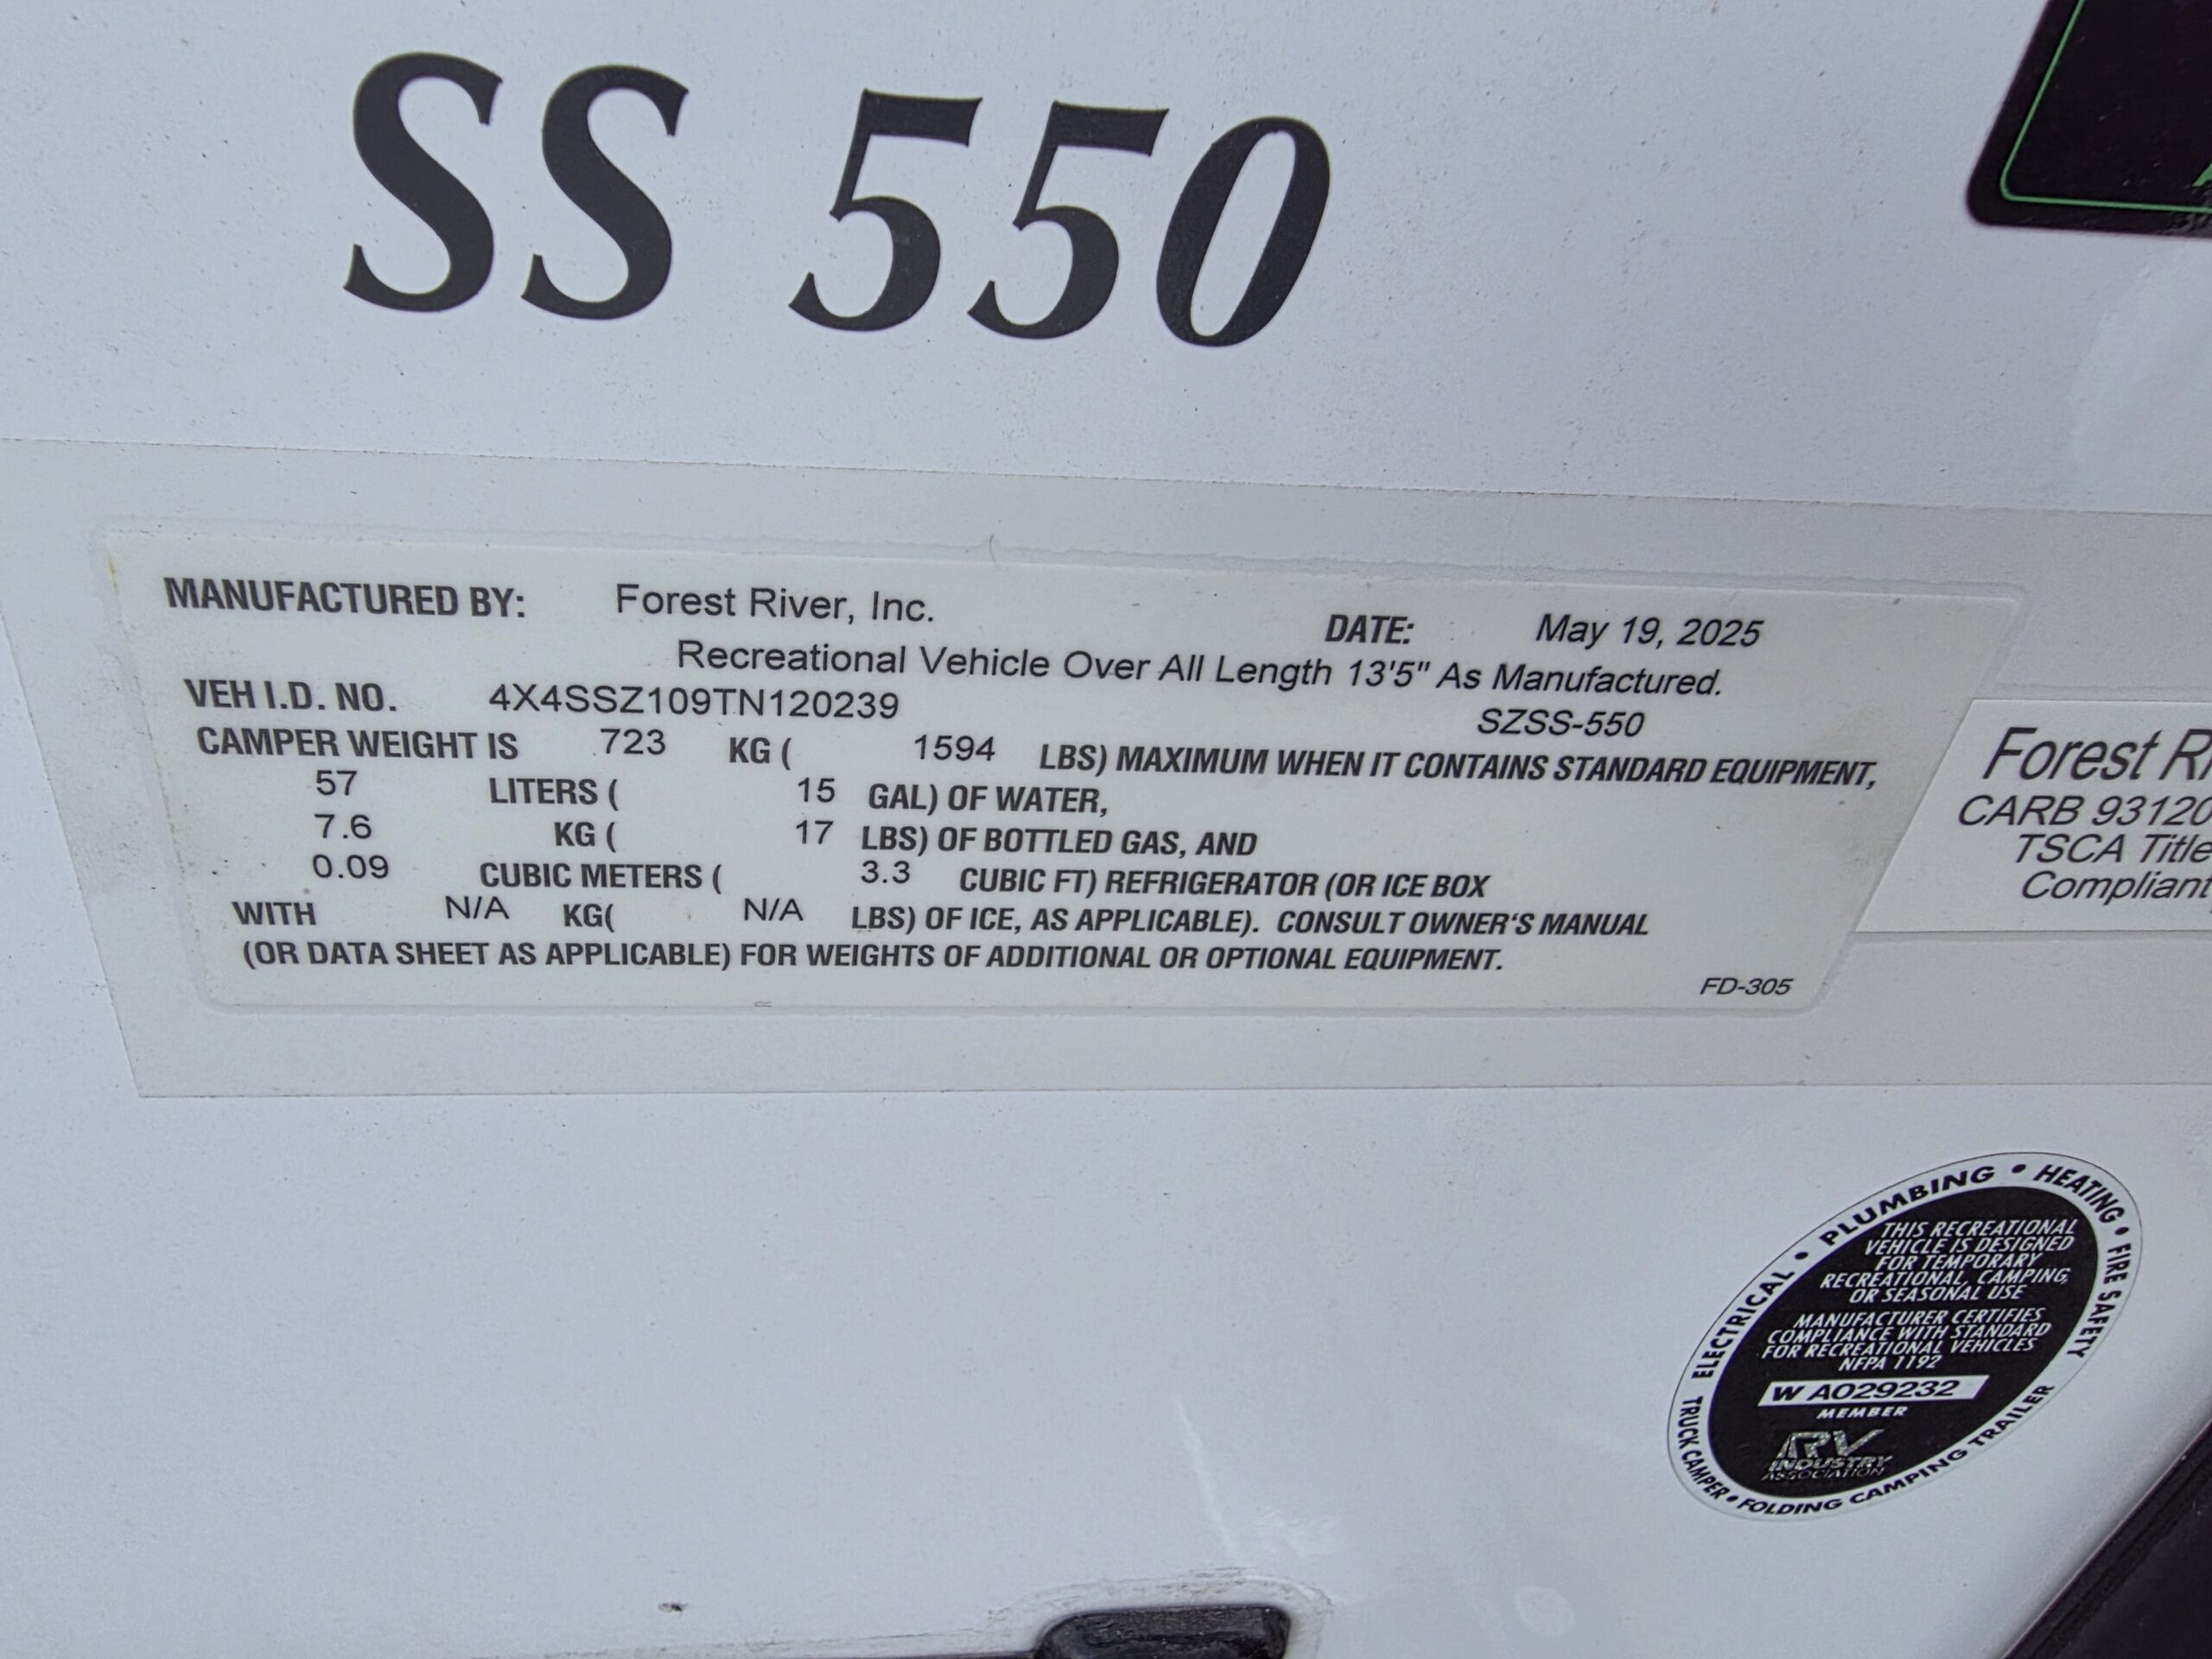 SS 550
MANUFACTURED BY: Forest River, Inc. DATE: May 19, 2025
Recreational Vehicle Over All Length 13'5" As Manufactured.
VEH I.D. NO. 4X4SSZ109TN120239 SZSS-550
CAMPER WEIGHT IS 723 KG ( 1594 LBS) MAXIMUM WHEN IT CONTAINS STANDARD EQUIPMENT,
57 LITERS ( 15 GAL) OF WATER,
7.6 KG ( 17 LBS) OF BOTTLED GAS, AND
0.09 CUBIC METERS ( 3.3 CUBIC FT) REFRIGERATOR (OR ICE BOX
WITH N/A KG( N/A LBS) OF ICE, AS APPLICABLE). CONSULT OWNER'S MANUAL
(OR DATA SHEET AS APPLICABLE) FOR WEIGHTS OF ADDITIONAL OR OPTIONAL EQUIPMENT.
FD-305
Forest Ri
CARB 93120
TSCA Title
Compliant
ELECTRICAL • PLUMBING • HEATING • FIRE SAFETY
THIS RECREATIONAL
VEHICLE IS DESIGNED
FOR TEMPORARY
RECREATIONAL, CAMPING,
OR SEASONAL USE
MANUFACTURER CERTIFIES
COMPLIANCE WITH STANDARD
FOR RECREATIONAL VEHICLES
NFPA 1192
W A029232
MEMBER
RV
INDUSTRY
ASSOCIATION
TRUCK CAMPER • FOLDING CAMPING TRAILER